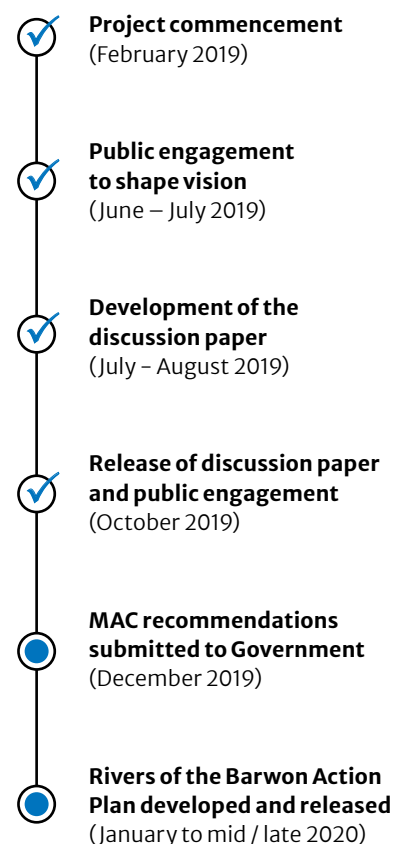 Project commencement
(February 2019)
Public engagement
to shape vision
(June – July 2019)
Development of the
discussion paper
(July - August 2019)
Release of discussion paper
and public engagement
(October 2019)
MAC recommendations
submitted to Government
(December 2019)
Rivers of the Barwon Action
Plan developed and released
(January to mid / late 2020)